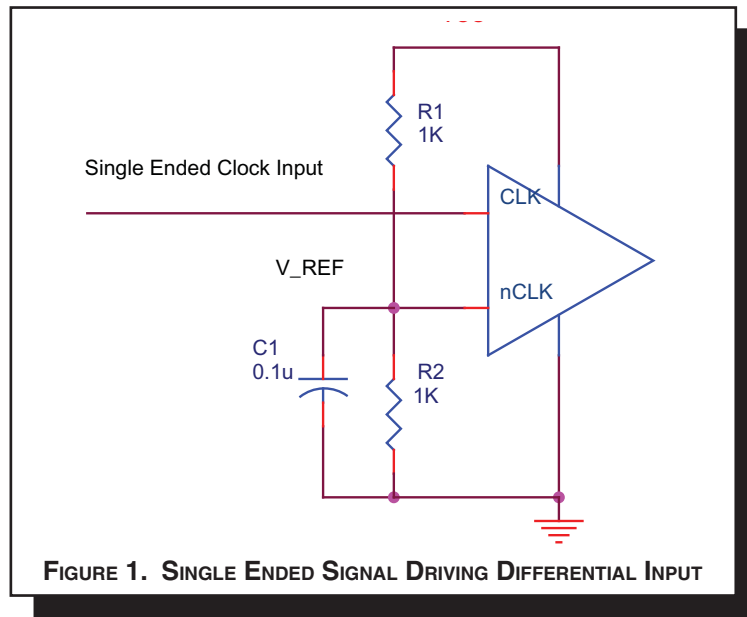 R1
1K
Single Ended Clock Input
CLK
V_REF
nCLK
C1
0.1u
R2
1K
FIGURE 1. SINGLE ENDED SIGNAL DRIVING DIFFERENTIAL INPUT